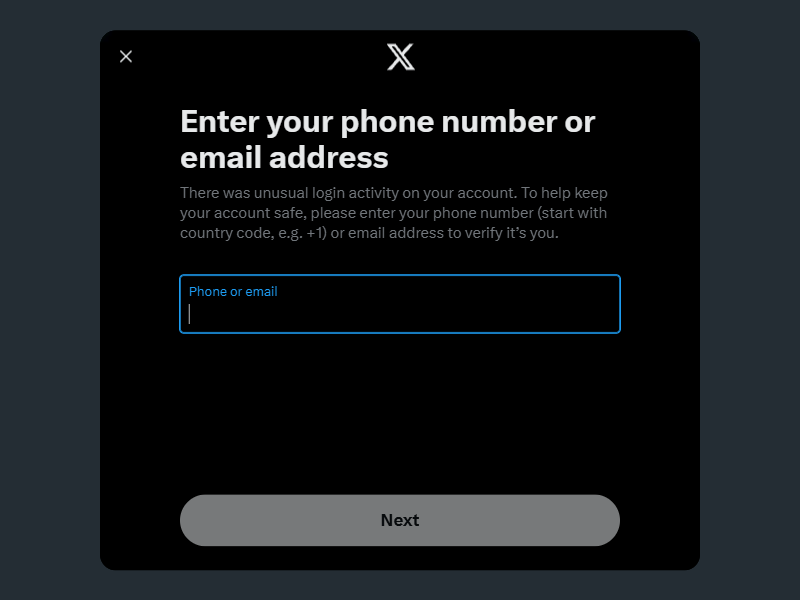 Enter your phone number or
email address
There was unusual login activity on your account. To help keep
your account safe, please enter your phone number (start with
country code, e.g. +1) or email address to verify it’s you.
Phone or email
Next